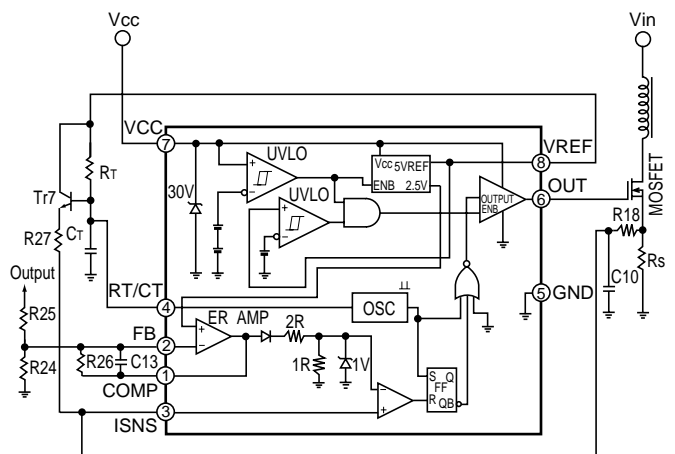 Vcc
Vin
VCC
7
UVLO
Vcc 5VREF
ENB 2.5V
8
VREF
RT
30V
UVLO
OUTPUT
ENB
6
OUT
MOSFET
Tr7
CT
R27
R18
C10
Rs
Output
RT/CT
4
OSC
5
GND
R25
ER AMP
FB
2
2R
R26
C13
1R
1V
R24
COMP
1
S Q
FF
R QB
3
ISNS
+
−
+
−
+
−
−
+